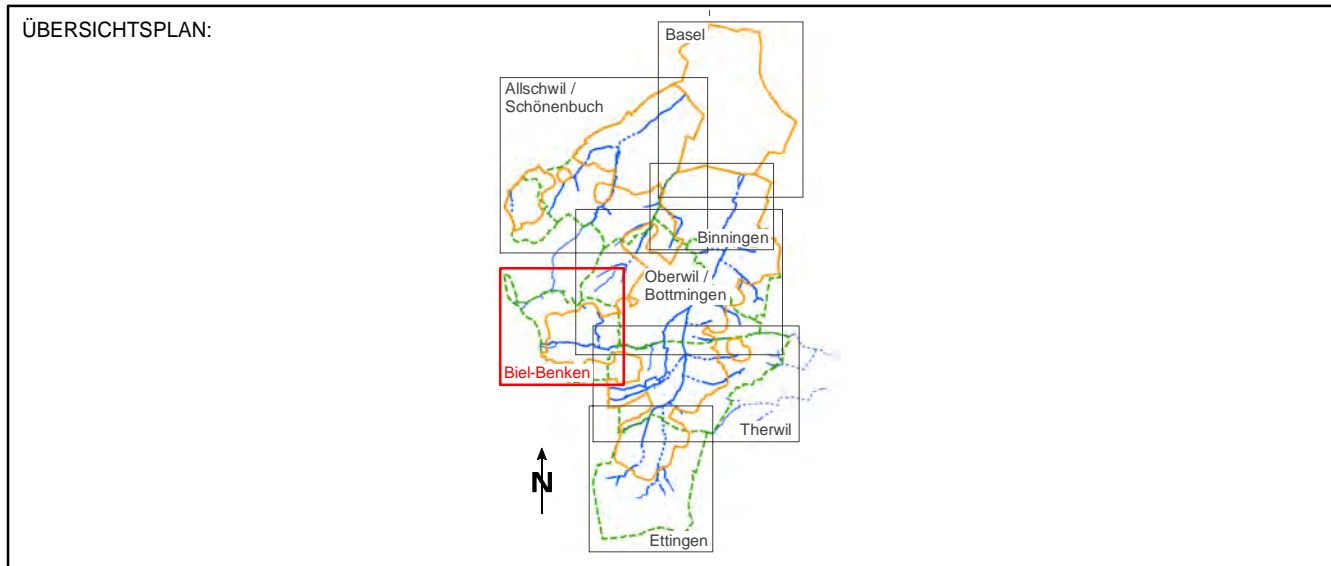 ÜBERSICHTSPLAN:
Basel
Allschwil /
Schönenbuch
Binningen
Oberwil /
Bottmingen
Biel-Benken
Therwil
N
Ettingen